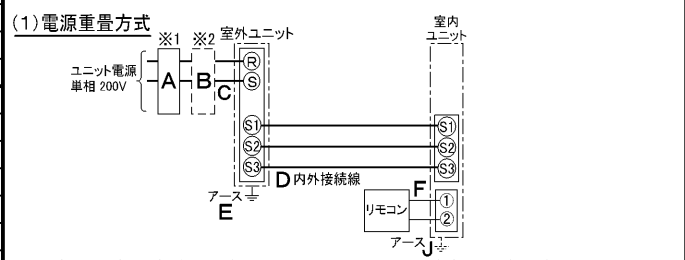 (1)電源重畳方式
※1 ※2 室外ユニット
室内
ユニット
ユニット電源
単相 200V
A
B
C
R
S
S1
S2
S3
S1
S2
S3
D 内外接続線
アース
E
リモコン
F
1
2
アース J